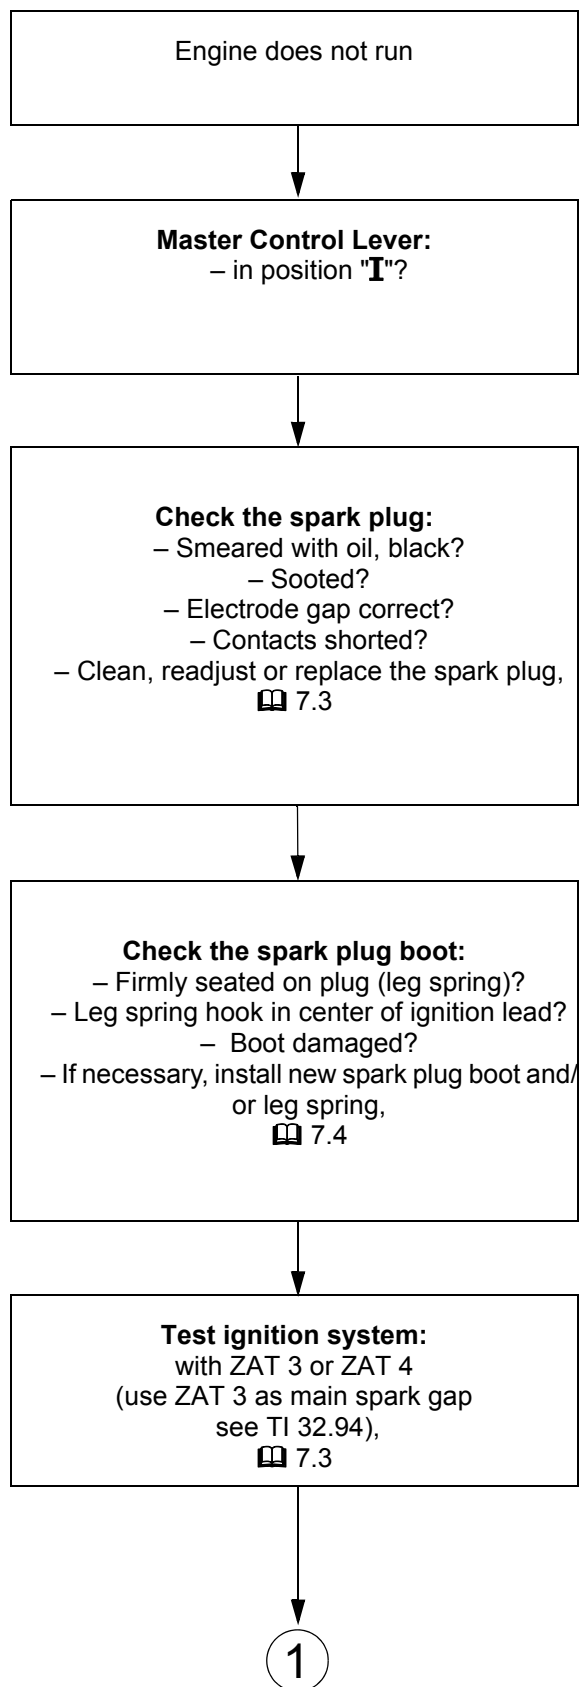 Engine does not run
Master Control Lever:
– in position "I"?
Check the spark plug:
– Smeared with oil, black?
– Sooted?
– Electrode gap correct?
– Contacts shorted?
– Clean, readjust or replace the spark plug,
7.3
Check the spark plug boot:
– Firmly seated on plug (leg spring)?
– Leg spring hook in center of ignition lead?
– Boot damaged?
– If necessary, install new spark plug boot and/
or leg spring,
7.4
Test ignition system:
with ZAT 3 or ZAT 4
(use ZAT 3 as main spark gap
see TI 32.94),
7.3
1